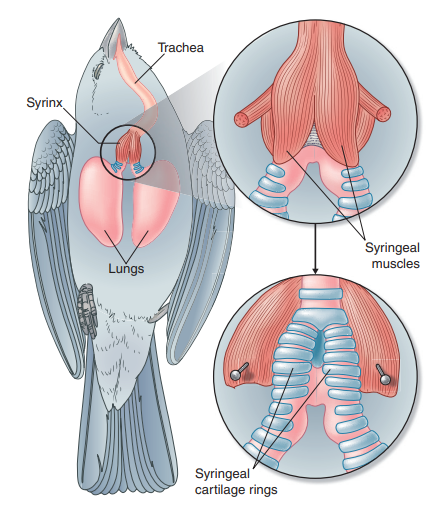 Trachea
Syrinx
Lungs
Syringeal
muscles
Syringeal
cartilage rings